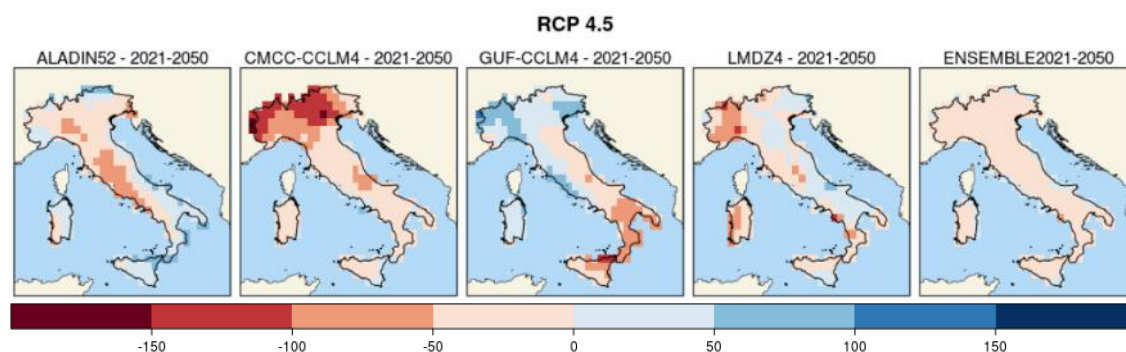 RCP 4.5
ALADIN52 - 2021-2050 CMCC-CCLM4 - 2021-2050 GUF-CCLM4 - 2021-2050 LMDZ4 - 2021-2050 ENSEMBLE2021-2050
-150 -100 -50 0 50 100 150